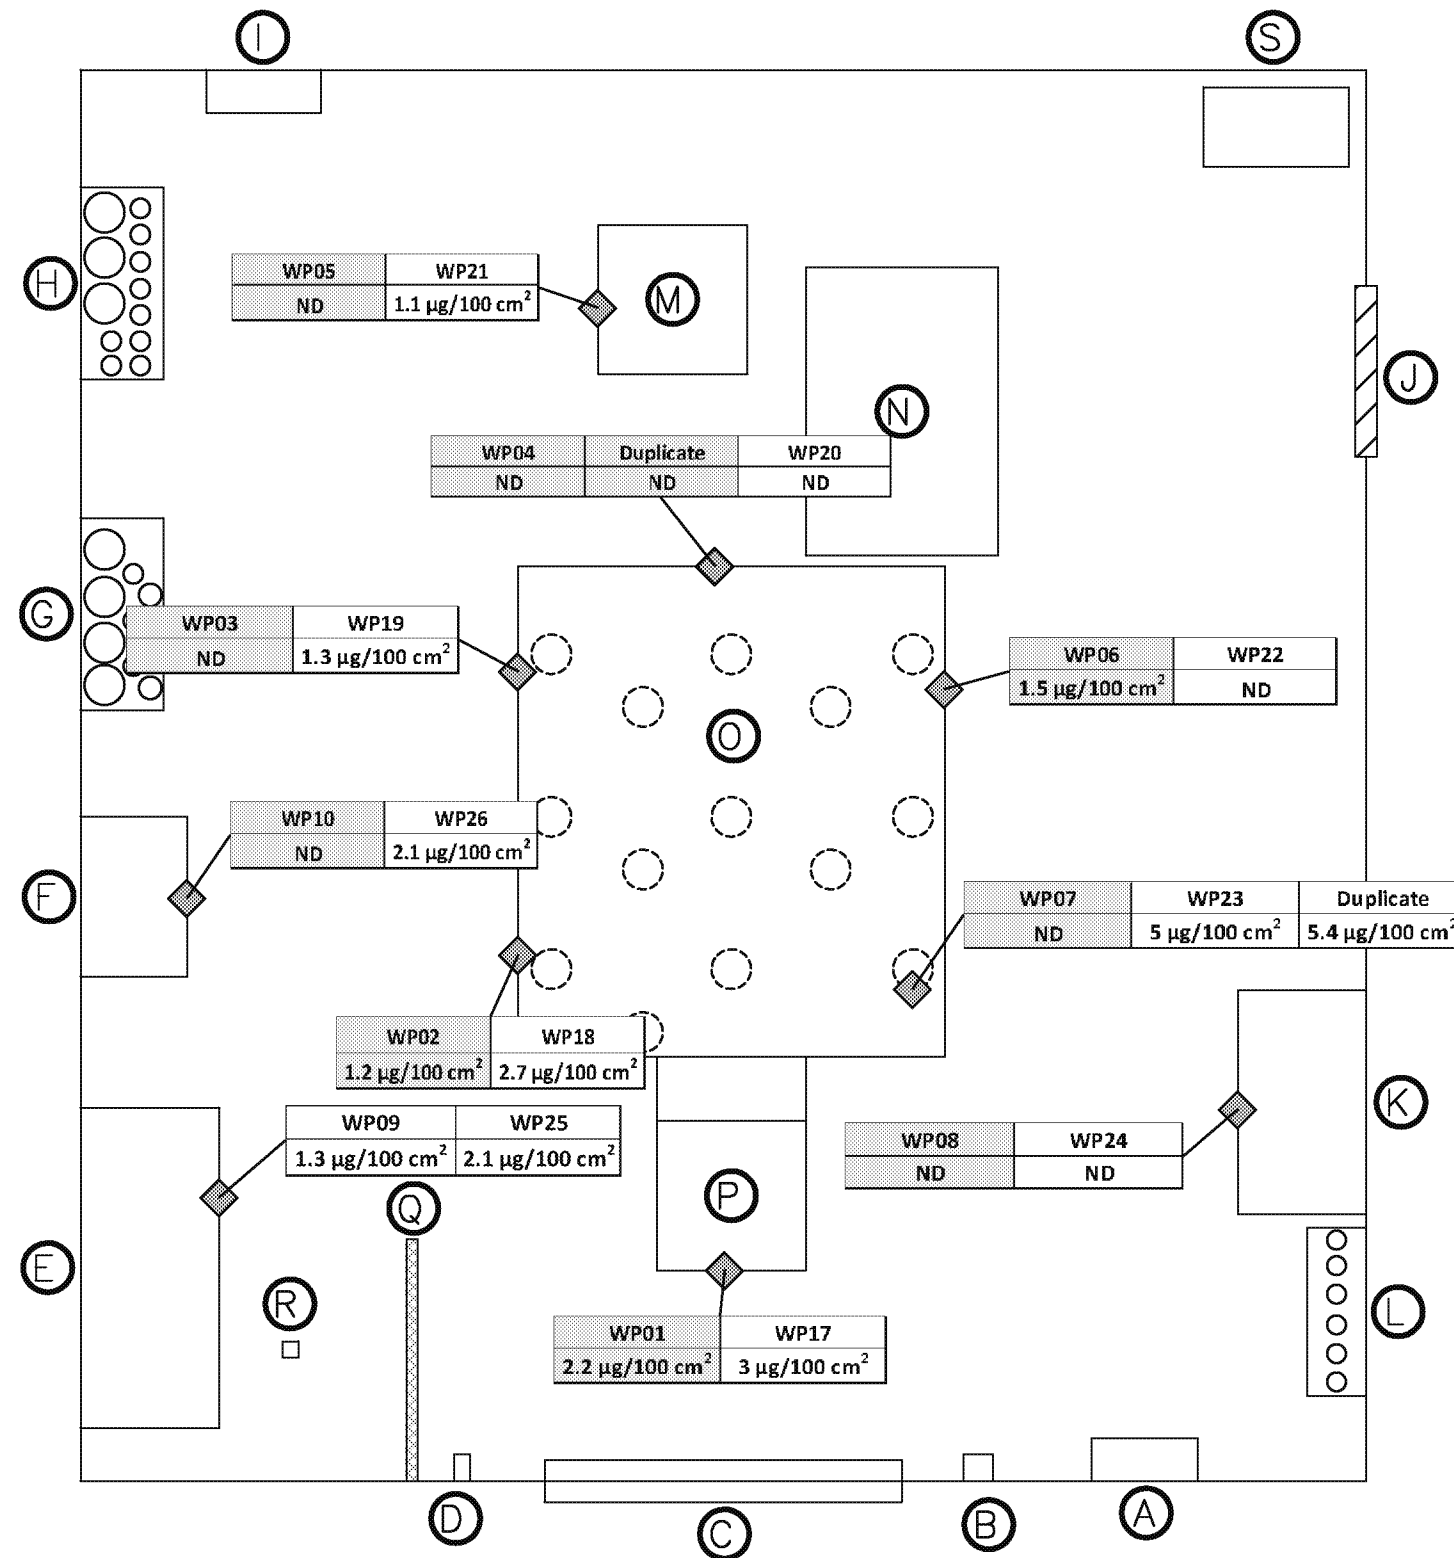 I
S
H
WP05 WP21
ND 1.1 µg/100 cm²
M
J
N
WP04 Duplicate WP20
ND ND ND
G
WP03 WP19
ND 1.3 µg/100 cm²
WP06 WP22
1.5 µg/100 cm² ND
O
WP10 WP26
ND 2.1 µg/100 cm²
F
WP07 WP23 Duplicate
ND 5 µg/100 cm² 5.4 µg/100 cm²
WP02 WP18
1.2 µg/100 cm² 2.7 µg/100 cm²
K
WP09 WP25
1.3 µg/100 cm² 2.1 µg/100 cm²
WP08 WP24
ND ND
P
Q
E
R
L
WP01 WP17
2.2 µg/100 cm² 3 µg/100 cm²
D
C
B
A